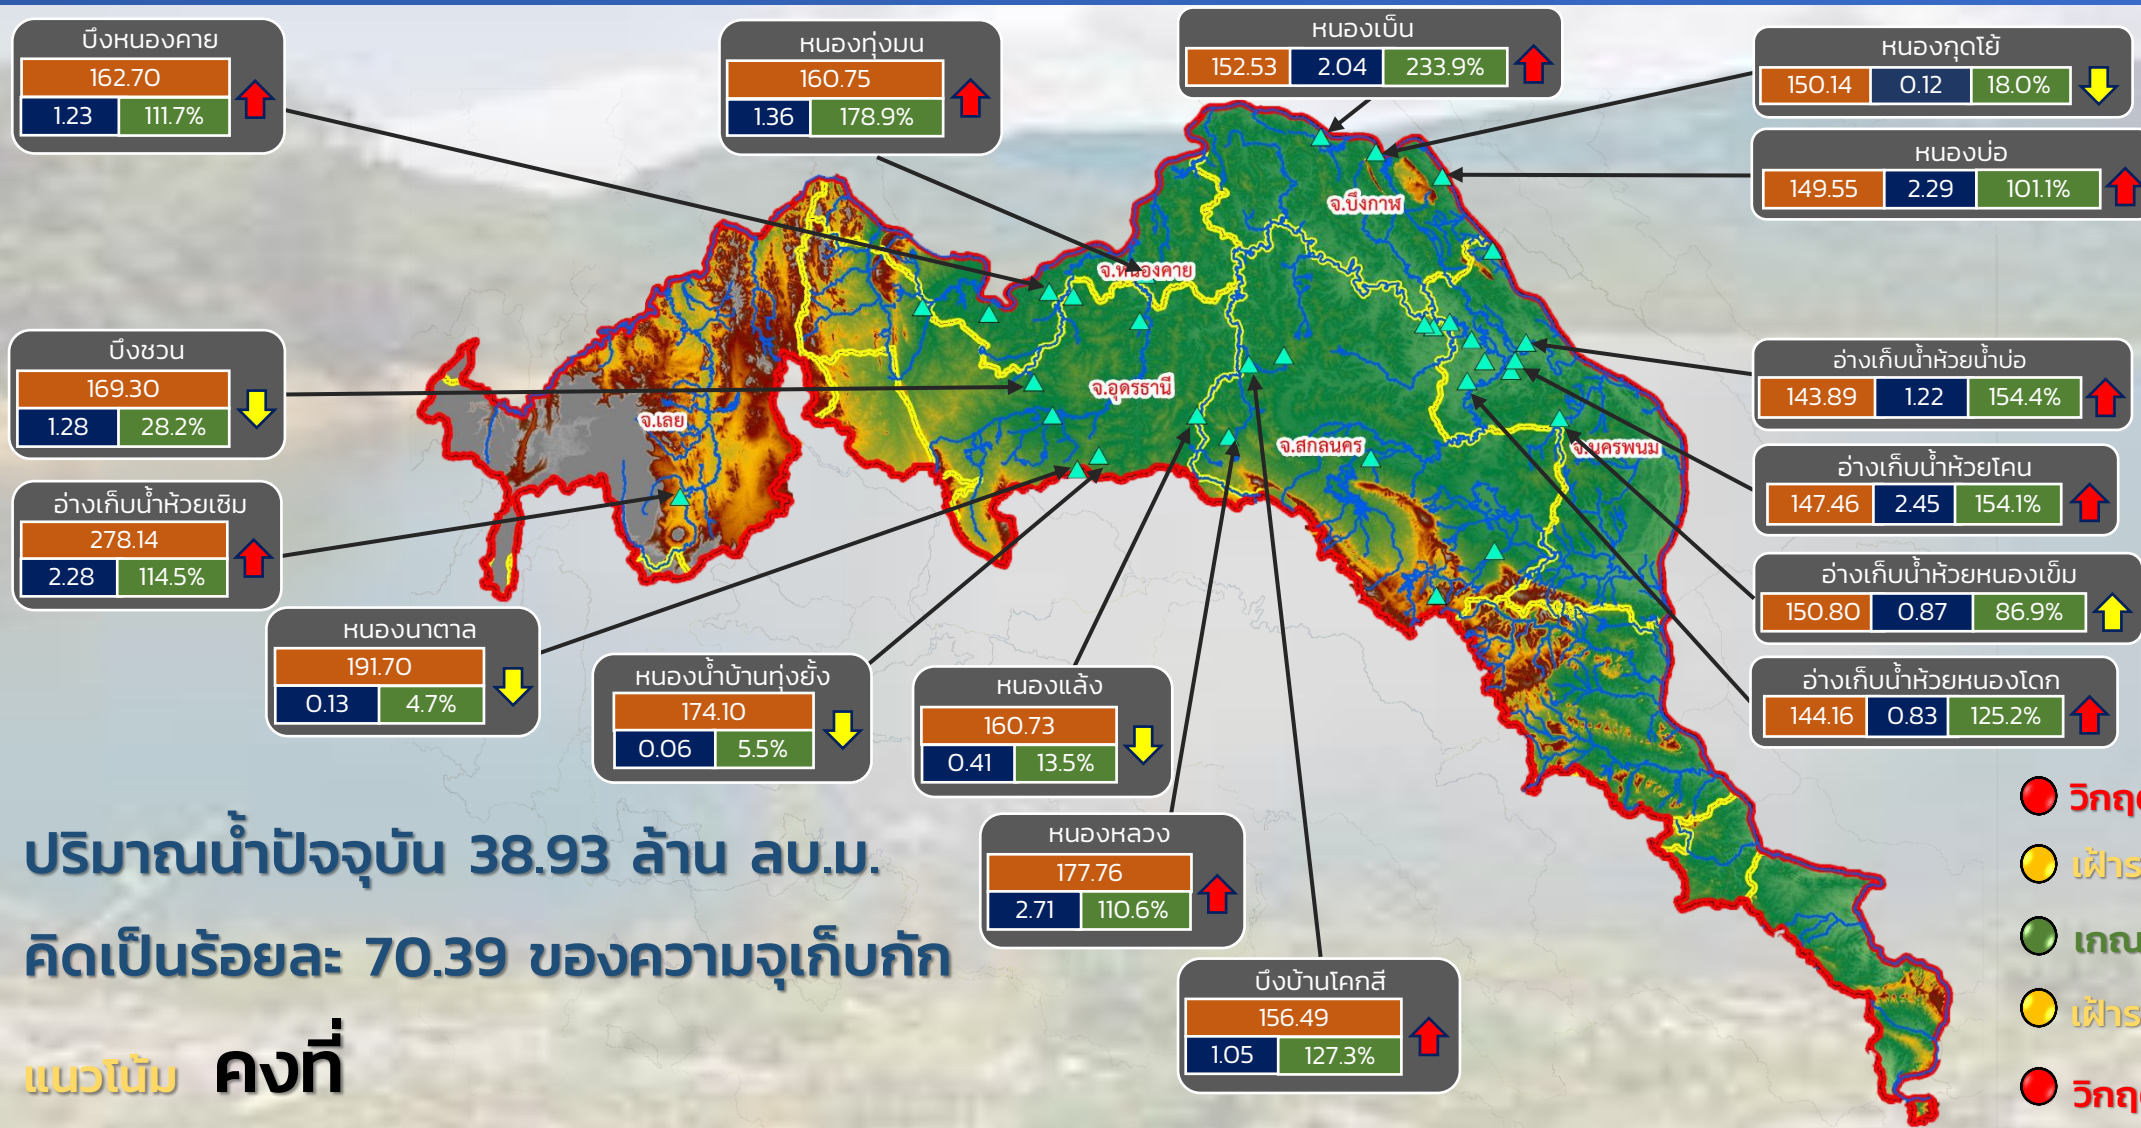 บึงหนองคาย
162.70
1.23 111.7%
หนองทุ่งมน
160.75
1.36 178.9%
หนองเบ็น
152.53 2.04 233.9%
หนองกุดโย้
150.14 0.12 18.0%
หนองบ่อ
149.55 2.29 101.1%
จ.บึงกาฬ
จ.หนองคาย
จ.อุดรธานี
จ.เลย
จ.สกลนคร
จ.นครพนม
บึงชวน
169.30
1.28 28.2%
อ่างเก็บน้ำห้วยน้ำบ่อ
143.89 1.22 154.4%
อ่างเก็บน้ำห้วยโคน
147.46 2.45 154.1%
อ่างเก็บน้ำห้วยเซิม
278.14
2.28 114.5%
อ่างเก็บน้ำห้วยหนองเข็ม
150.80 0.87 86.9%
หนองนาตาล
191.70
0.13 4.7%
หนองน้ำบ้านทุ่งยั้ง
174.10
0.06 5.5%
หนองแล้ง
160.73
0.41 13.5%
อ่างเก็บน้ำห้วยหนองโดก
144.16 0.83 125.2%
หนองหลวง
177.76
2.71 110.6%
บึงบ้านโคกสี
156.49
1.05 127.3%
ปริมาณน้ำปัจจุบัน 38.93 ล้าน ลบ.ม.
คิดเป็นร้อยละ 70.39 ของความจุเก็บกัก
แนวโน้ม คงที่